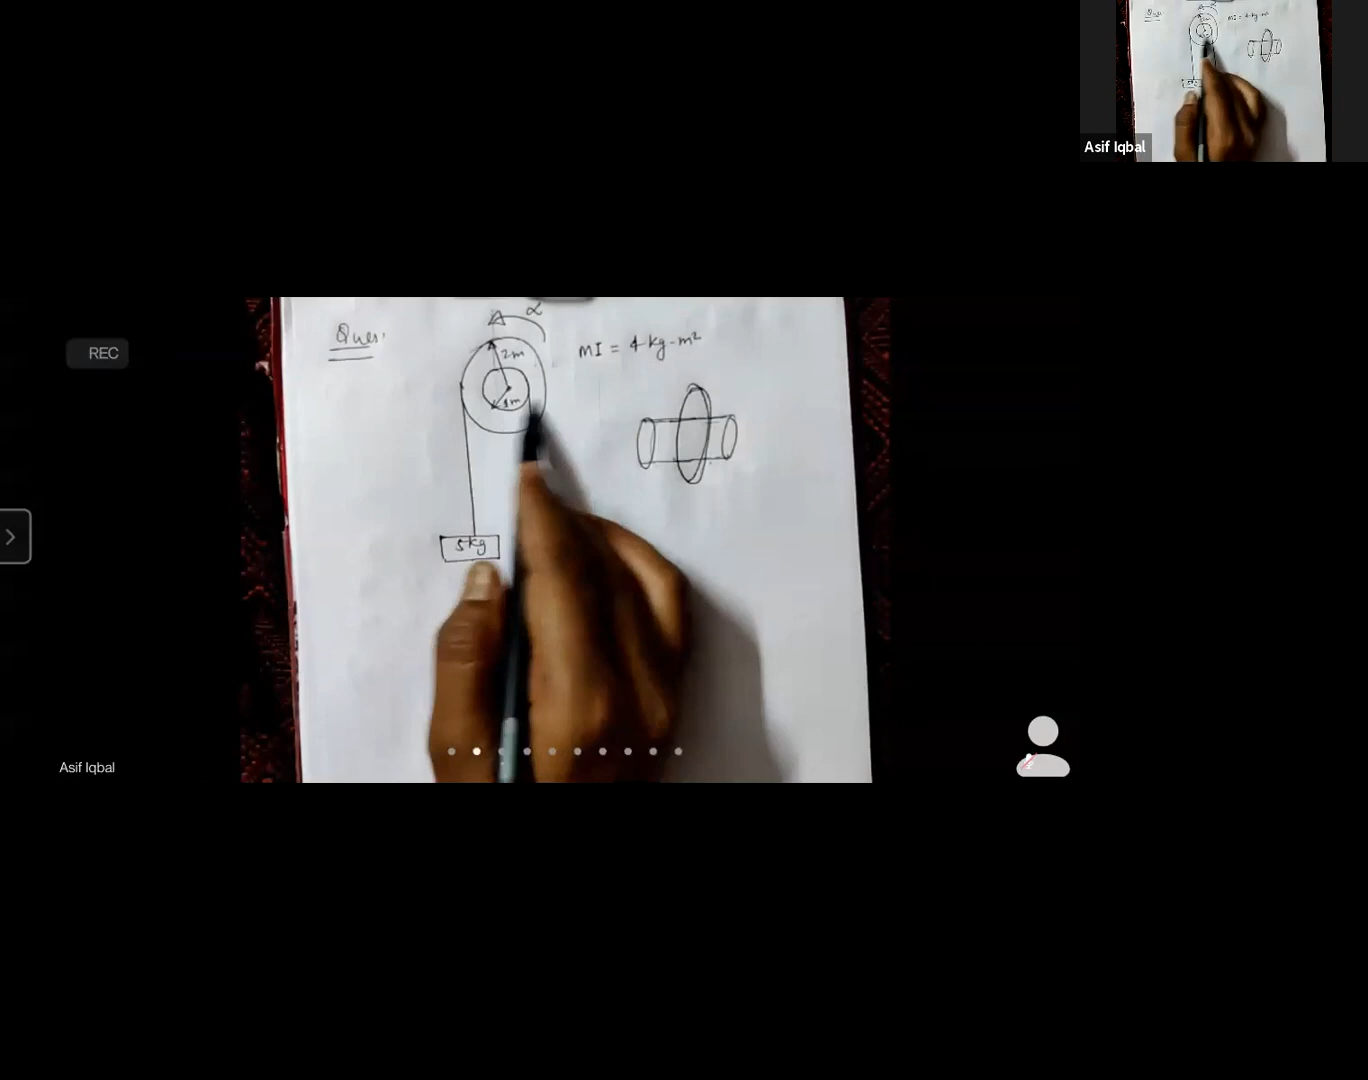 Asif Iqbal
REC
Ques.
α
2m
1m
MI = 4 kg-m²
5kg
Asif Iqbal